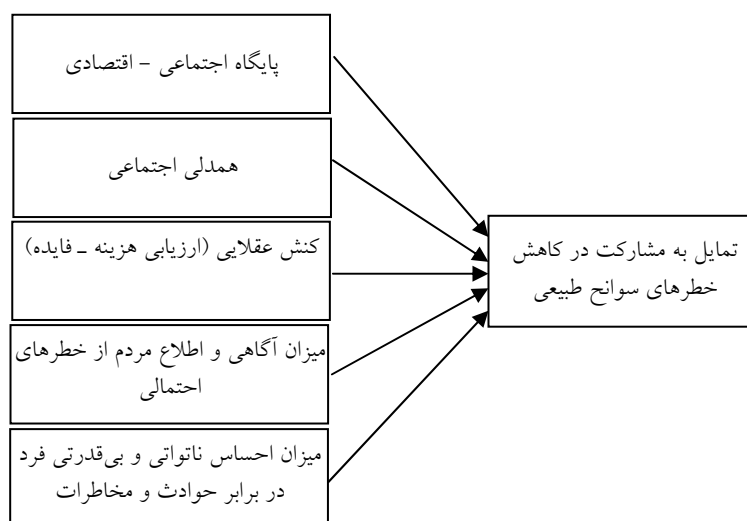 پایگاه اجتماعی – اقتصادی
همدلی اجتماعی
کنش عقلایی (ارزیابی هزینه – فایده)
میزان آگاهی و اطلاع مردم از خطرهای
احتمالی
میزان احساس ناتواتی و بی‌قدرتی فرد
در برابر حوادث و مخاطرات
تمایل به مشارکت در کاهش
خطرهای سوانح طبیعی